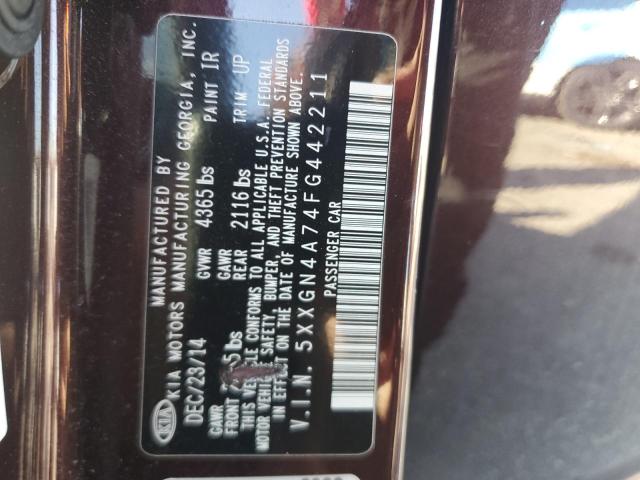 KIA
MANUFACTURED BY
KIA MOTORS MANUFACTURING GEORGIA, INC.
DEC/23/14 GVWR 4365 lbs PAINT IR
GAWR FRONT lbs GAWR REAR 2116 lbs TRIM UP
THIS VEHICLE CONFORMS TO ALL APPLICABLE U.S.A. FEDERAL
MOTOR VEHICLE SAFETY, BUMPER, AND THEFT PREVENTION STANDARDS
IN EFFECT ON THE DATE OF MANUFACTURE SHOWN ABOVE.
V.I.N. 5XXGN4A74FG442211
PASSENGER CAR